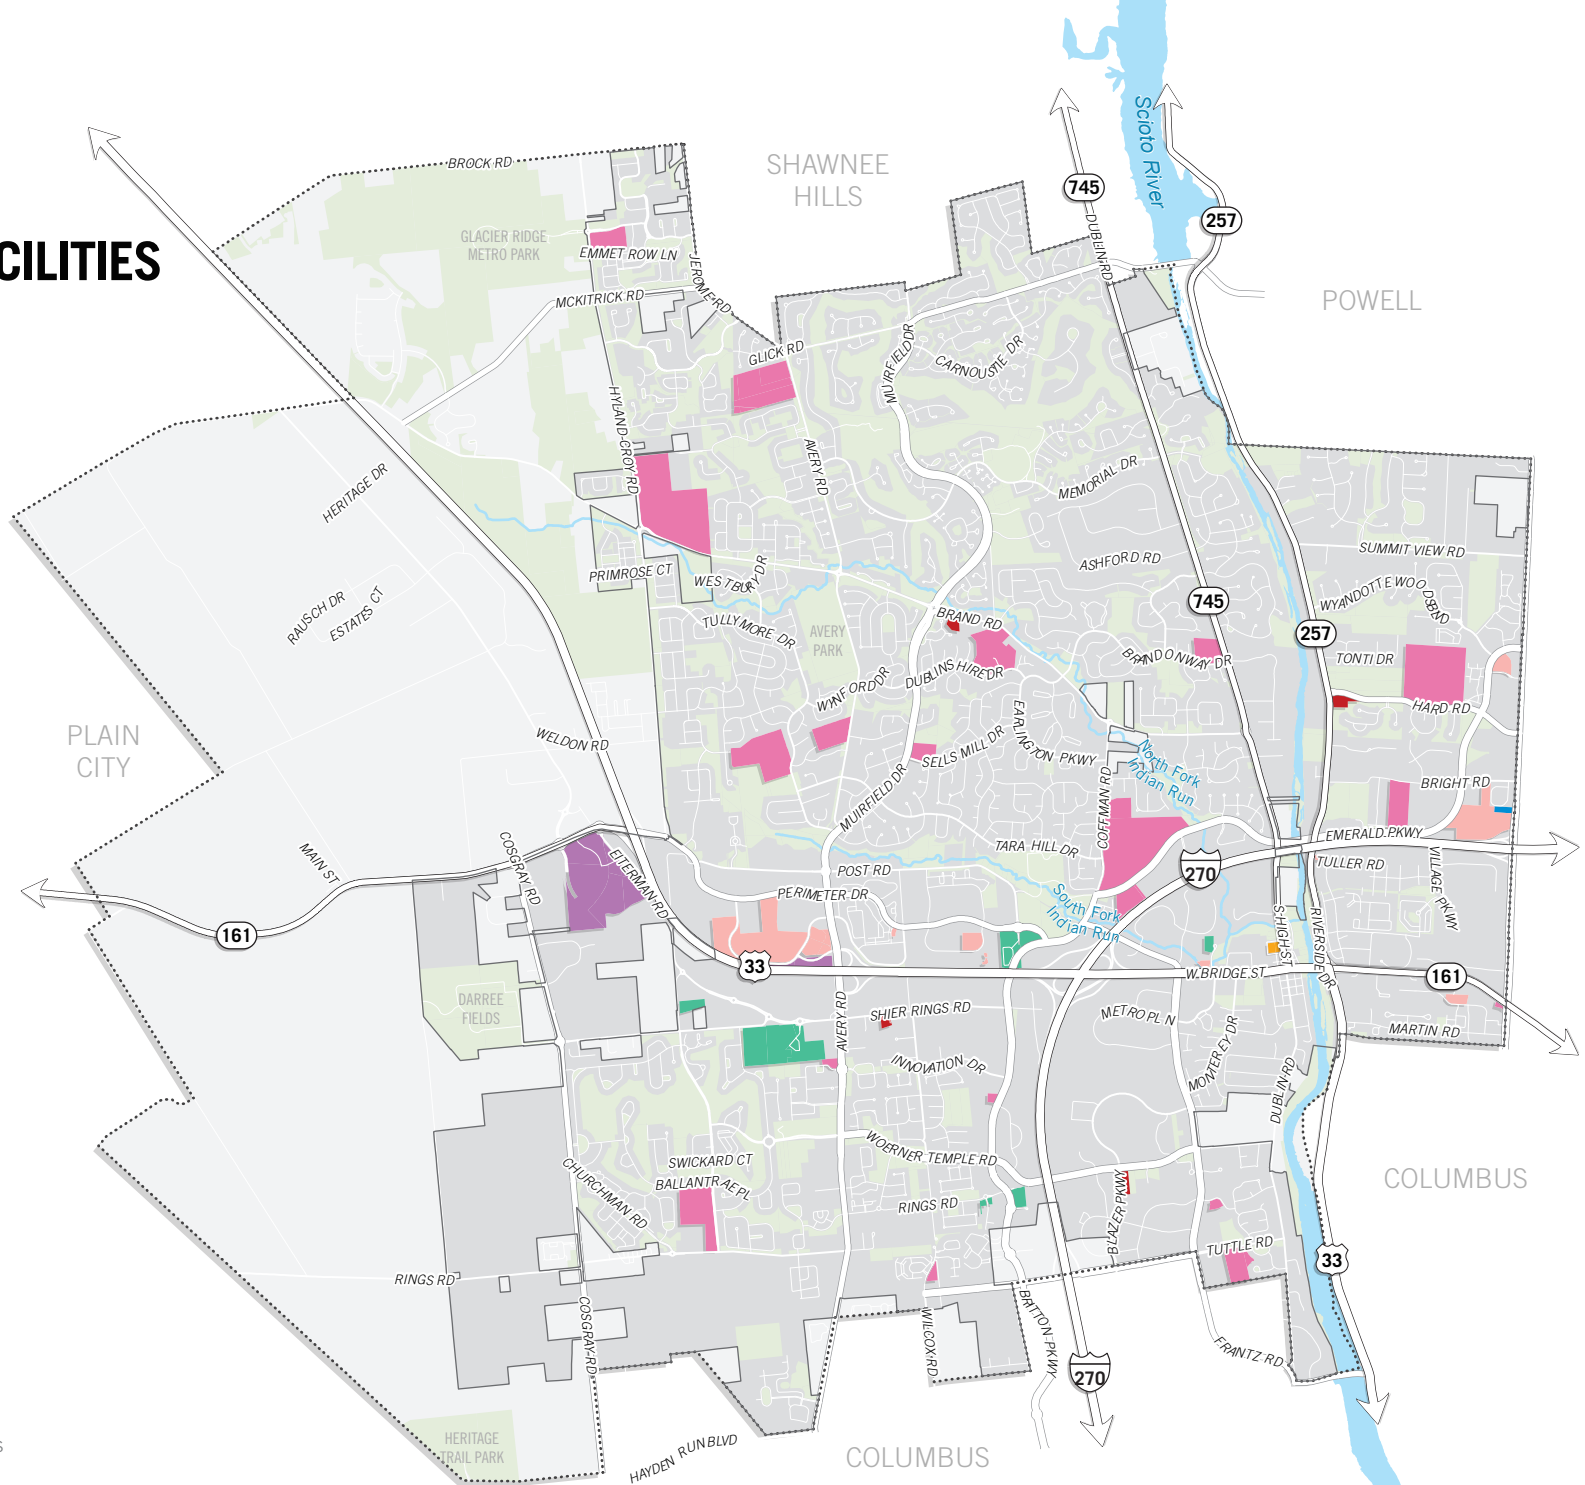 Scioto River
SHAWNEE
HILLS
BROCK RD
745
257
CILITIES
GLACIER RIDGE
METRO PARK
EMMET ROW LN
DUBLIN RD
JEROME RD
MCKITRICK RD
POWELL
GLICK RD
MUIRFIELD DR
CARNOUSTIE DR
HYLAND-CROY RD
AVERY RD
MEMORIAL DR
HERITAGE DR
SUMMIT VIEW RD
ASHFORD RD
PRIMROSE CT
WESTBURY DR
WYANDOTTE WOODS BLVD
RAUSCH DR
ESTATES CT
745
257
TULLYMORE DR
AVERY
PARK
BRAND RD
BRANDONWAY DR
TONTI DR
DUBLINSHIRE DR
WYNFORD DR
HARD RD
PLAIN
CITY
WELDON RD
EARLINGTON PKWY
SELLS MILL DR
North Fork
Indian Run
COFFMAN RD
BRIGHT RD
MUIRFIELD DR
EMERALD PKWY
MAIN ST
COSGRAY RD
EITERMAN RD
TARA HILL DR
POST RD
270
TULLER RD
VILLAGE PKWY
PERIMETER DR
South Fork
Indian Run
161
S HIGH ST
RIVERSIDE DR
33
W. BRIDGE ST
161
DARREE
FIELDS
AVERY RD
SHIER RINGS RD
METRO PL N
MARTIN RD
INNOVATION DR
MONTEREY DR
DUBLIN RD
WOERNER TEMPLE RD
SWICKARD CT
CHURCHMAN RD
BALLANTRAE PL
COLUMBUS
RINGS RD
BLAZER PKWY
TUTTLE RD
33
RINGS RD
COSGRAY RD
WILCOX RD
BRITTON PKWY
FRANTZ RD
270
HERITAGE
TRAIL PARK
HAYDEN RUN BLVD
COLUMBUS
S